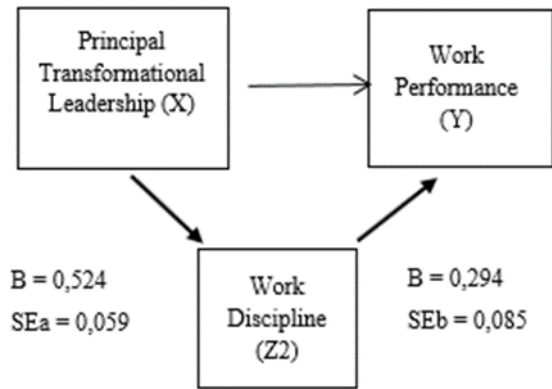 Principal
Transformational
Leadership (X)
Work
Performance
(Y)
B = 0,524
SEa = 0,059
Work
Discipline
(Z2)
B = 0,294
SEb = 0,085